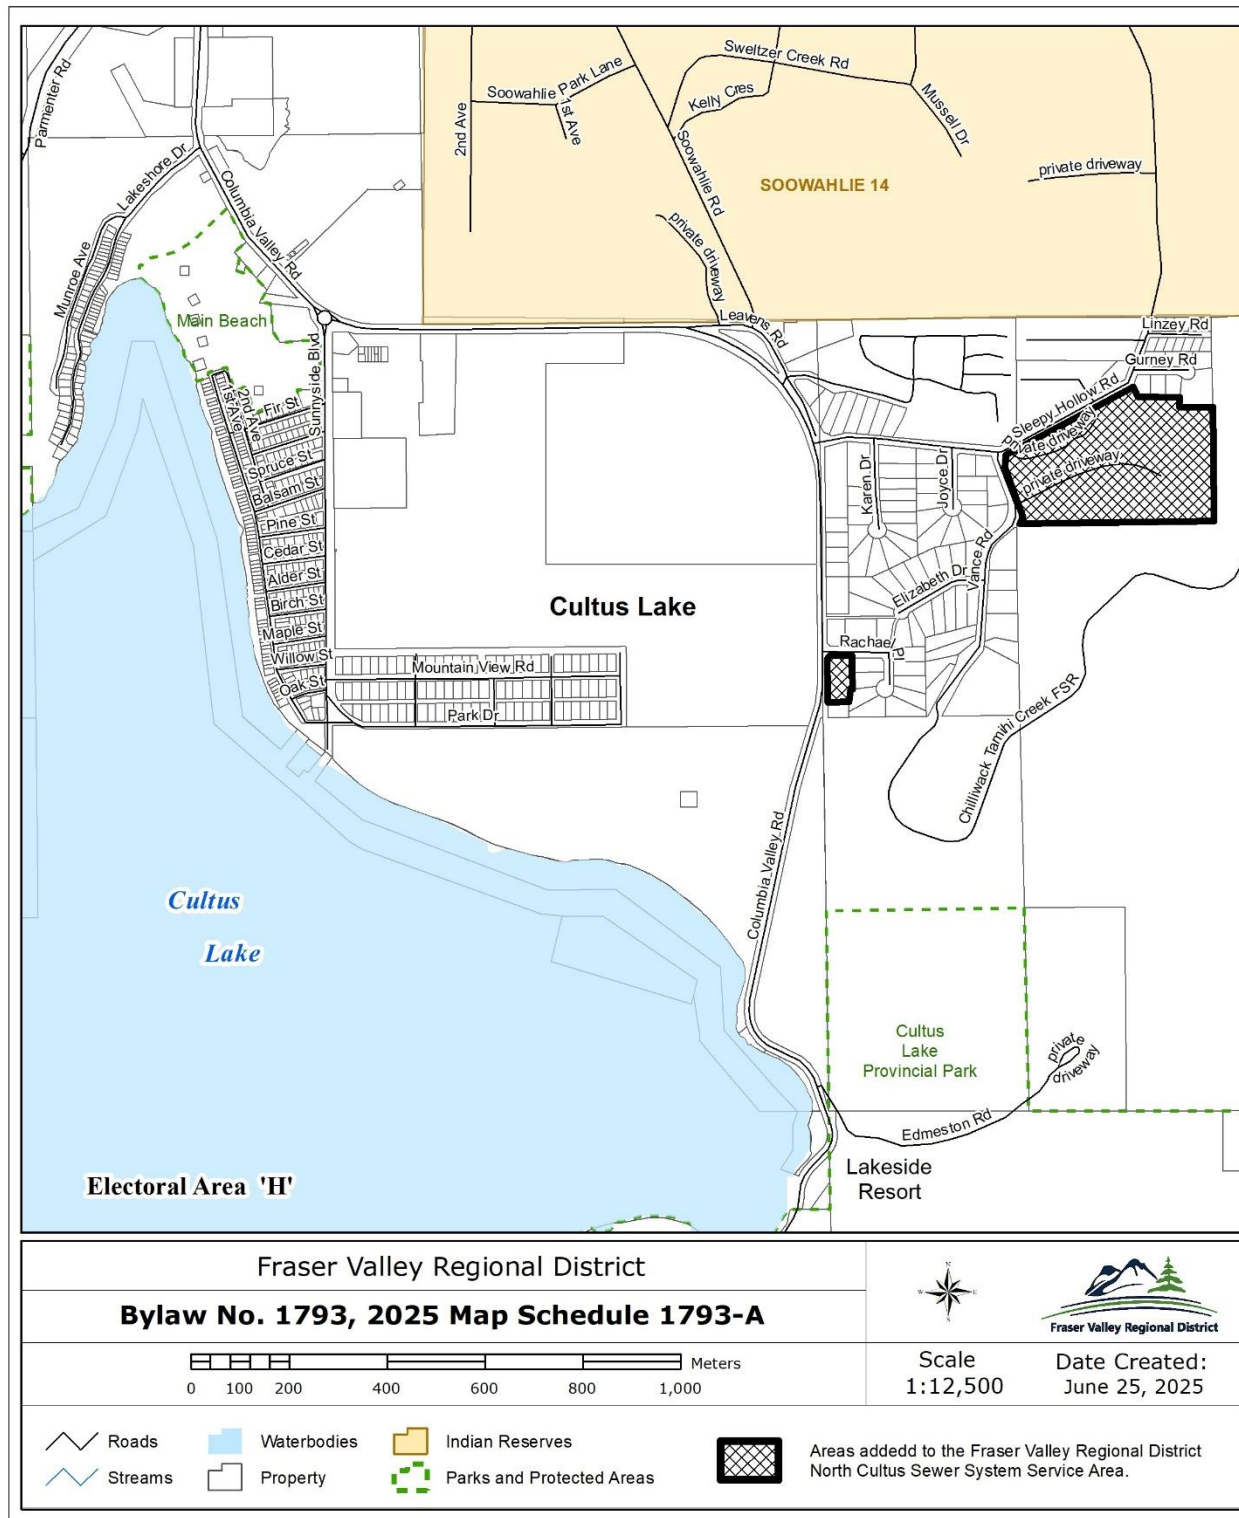 Parmenter Rd
Lakeshore Dr
Munroe Ave
Columbia Valley Rd
Main Beach
2nd Ave
Soowahlie Park Lane
1st Ave
Sweltzer Creek Rd
Kelly Cres
Mussell Dr
Soowahlie Rd
private driveway
SOOWAHLIE 14
private driveway
Leavens Rd
Linzey Rd
Gurney Rd
Sleepy Hollow Rd
private driveway
private driveway
Sunnyside Blvd
1st Ave
2nd Ave
Fir St
Spruce St
Balsam St
Pine St
Cedar St
Alder St
Birch St
Maple St
Willow St
Oak St
Mountain View Rd
Park Dr
Cultus Lake
Karen Dr
Joyce Dr
Elizabeth Dr
Vance Rd
Rachael Pl
Chilliwack Tamihi Creek FSR
Columbia Valley Rd
Cultus
Lake
Cultus
Lake
Provincial Park
private
driveway
Edmeston Rd
Lakeside
Resort
Electoral Area 'H'
Fraser Valley Regional District
Bylaw No. 1793, 2025 Map Schedule 1793-A
Meters
0 100 200 400 600 800 1,000
N
W E
S
Fraser Valley Regional District
Scale
1:12,500
Date Created:
June 25, 2025
Roads
Waterbodies
Indian Reserves
Streams
Property
Parks and Protected Areas
Areas addedd to the Fraser Valley Regional District
North Cultus Sewer System Service Area.